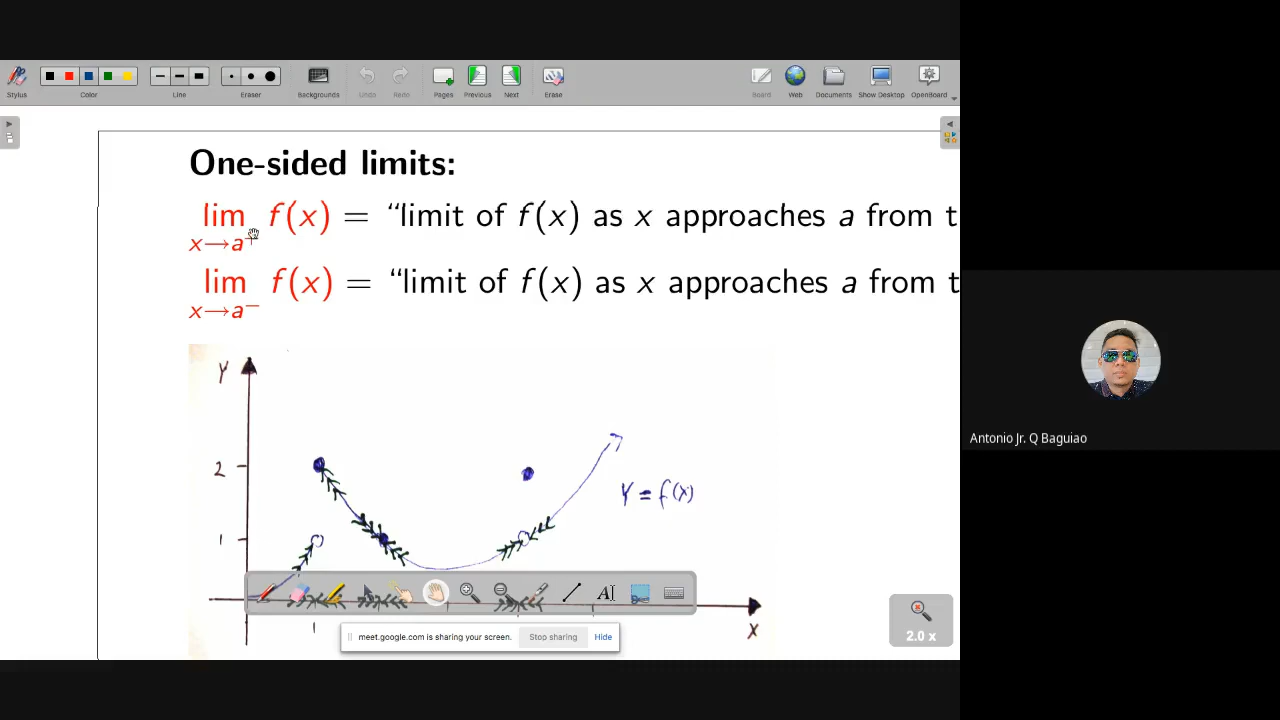 Stylus Color Line Eraser Backgrounds Undo Redo Pages Previous Next Erase Board Web Documents Show Desktop OpenBoard
One-sided limits:
lim f(x) = “limit of f(x) as x approaches a from t
x→a⁺
lim f(x) = “limit of f(x) as x approaches a from t
x→a⁻
Y
2
Y = f(x)
1
1
X
A
2.0 x
meet.google.com is sharing your screen. Stop sharing Hide
Antonio Jr. Q Baguiao